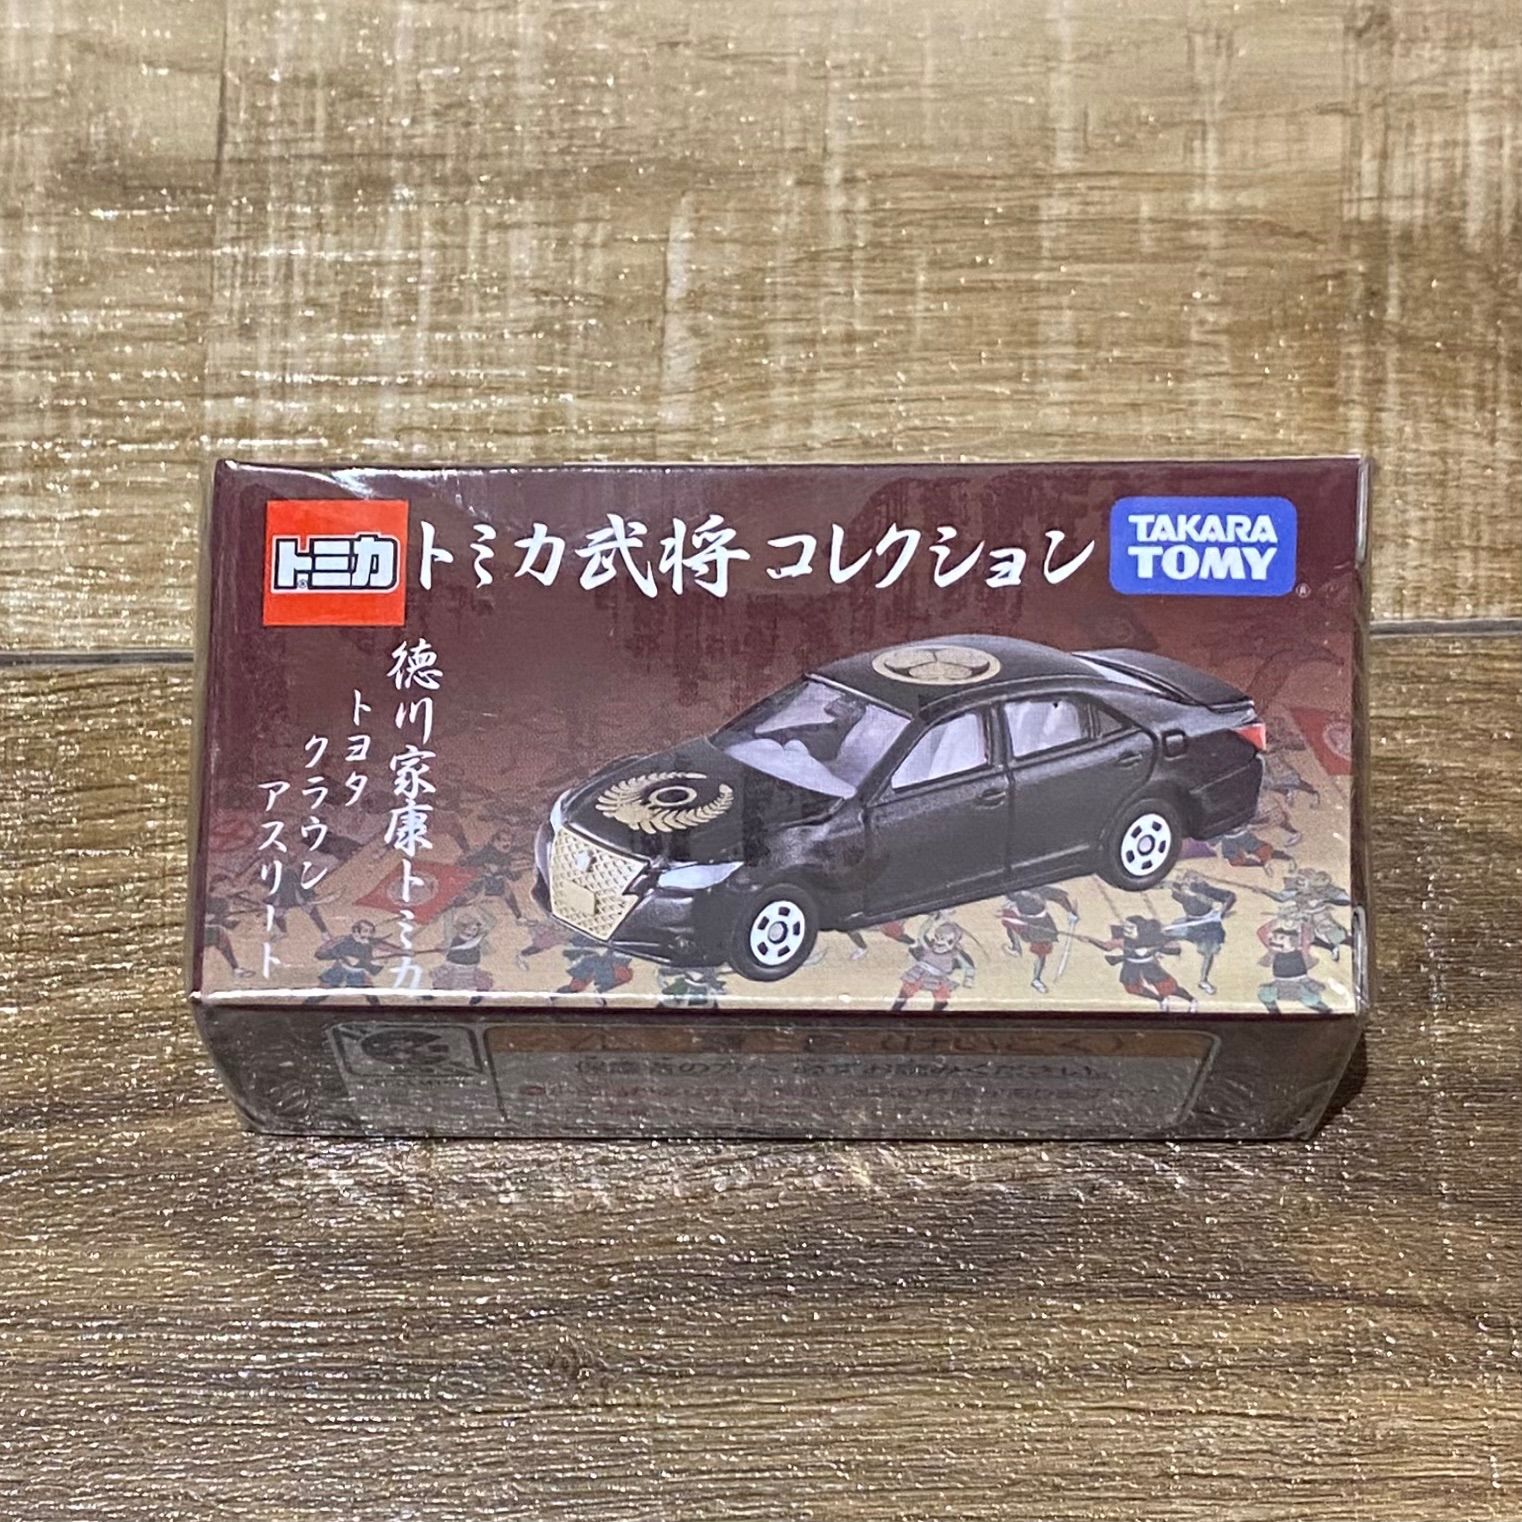 トミカ
トミカ武将コレクション
TAKARA
TOMY
徳川家康トミカ
トヨタ
クラウン
アスリート